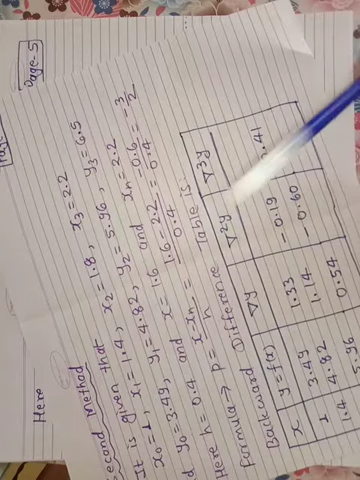 Page-5
Here
Second Method
It is given that x2 = 1.8, x3 = 2.2
x0 = 1, x1 = 1.4, y2 = 5.96, y3 = 6.5
d y0 = 3.49, y1 = 4.82, and xn = 2.2
Here h = 0.4 and x = 1.6
Formula → P = x-xn/h = 1.6-2.2/0.4 = -0.6/0.4 = -3/2
Backward Difference Table is
x y=f(x) ∇y ∇2y ∇3y
1 3.49 1.33 -0.19 .41
1.4 4.82 1.14 -0.60
5.96 0.54